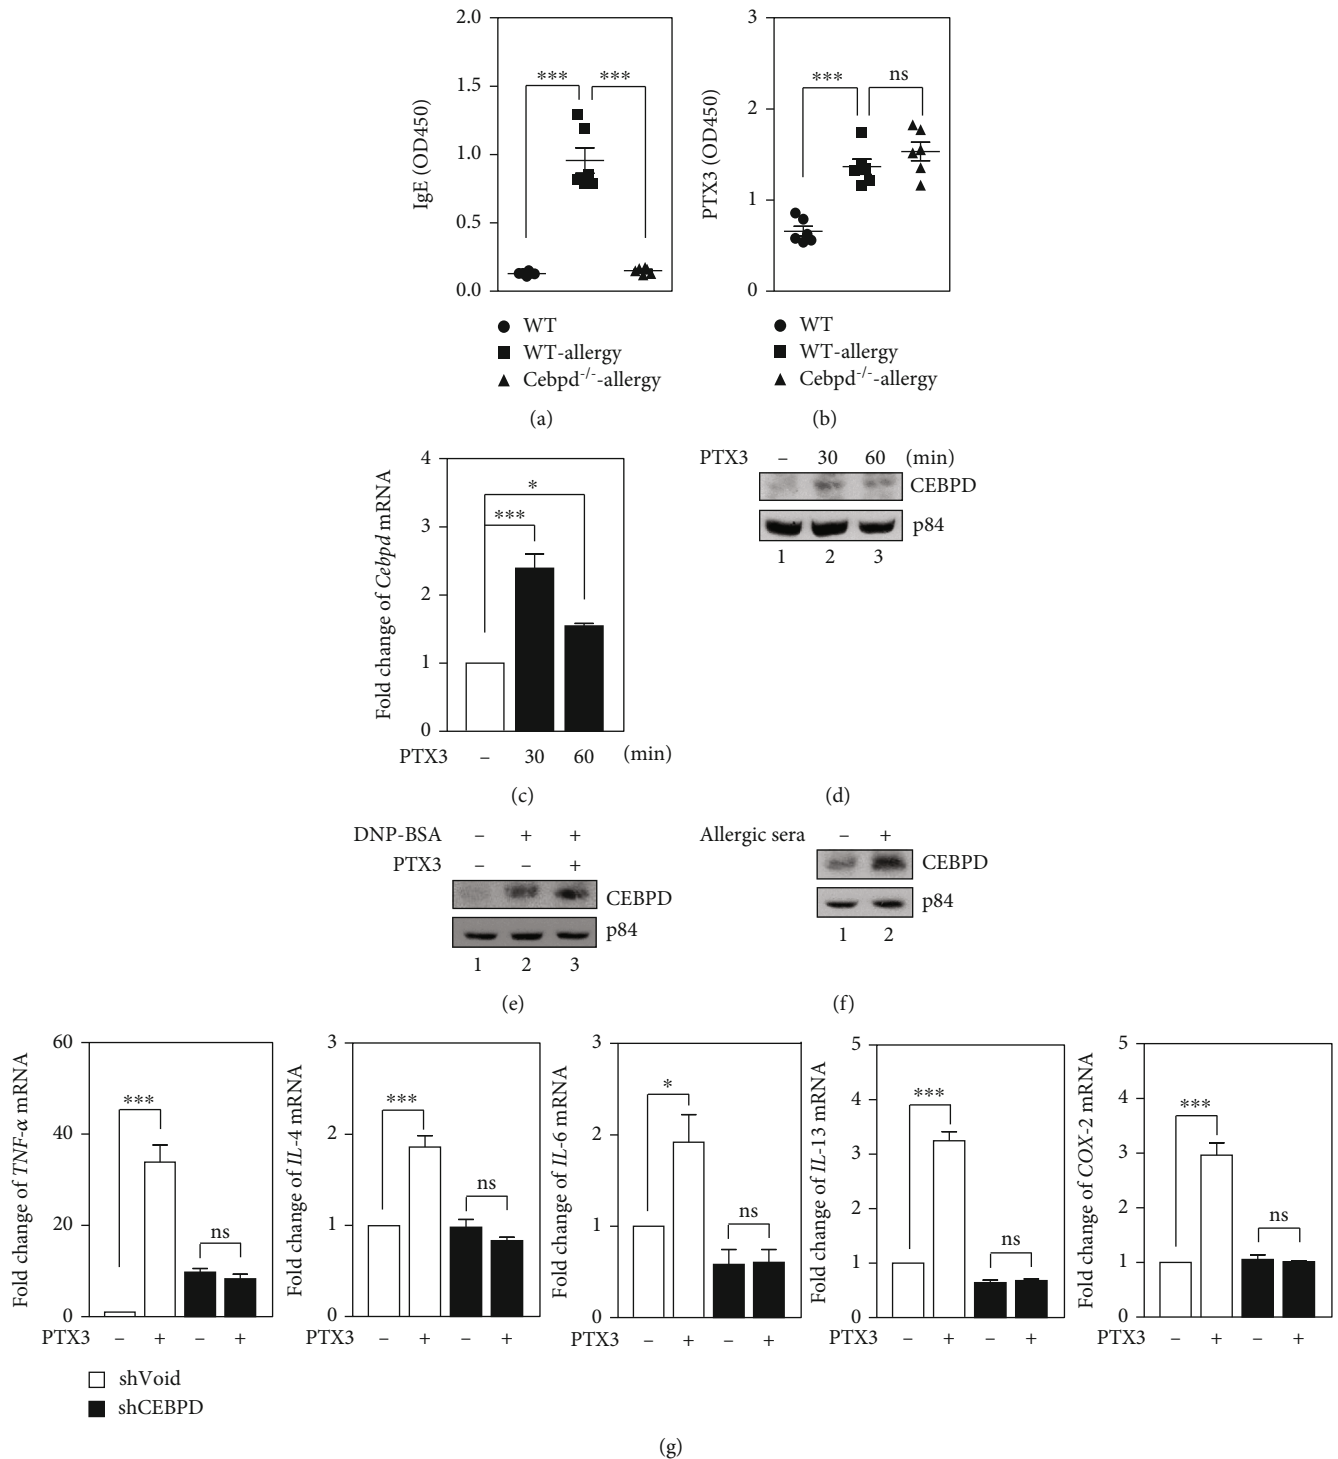 2.0
1.5
1.0
0.5
0.0
IgE (OD450)
*** ***
WT
WT-allergy
Cebpd-/--allergy
(a)
3
2
1
0
PTX3 (OD450)
*** ns
WT
WT-allergy
Cebpd-/--allergy
(b)
4
3
2
1
0
Fold change of Cebpd mRNA
*
***
PTX3 – 30 60 (min)
(c)
PTX3 – 30 60 (min)
CEBPD
p84
1 2 3
(d)
DNP-BSA – + +
PTX3 – – +
CEBPD
p84
1 2 3
(e)
Allergic sera – +
CEBPD
p84
1 2
(f)
60
40
20
0
Fold change of TNF-α mRNA
***
ns
PTX3 – + – +
3
2
1
0
Fold change of IL-4 mRNA
***
ns
PTX3 – + – +
3
2
1
0
Fold change of IL-6 mRNA
*
ns
PTX3 – + – +
5
4
3
2
1
0
Fold change of IL-13 mRNA
***
ns
PTX3 – + – +
5
4
3
2
1
0
Fold change of COX-2 mRNA
***
ns
PTX3 – + – +
shVoid
shCEBPD
(g)